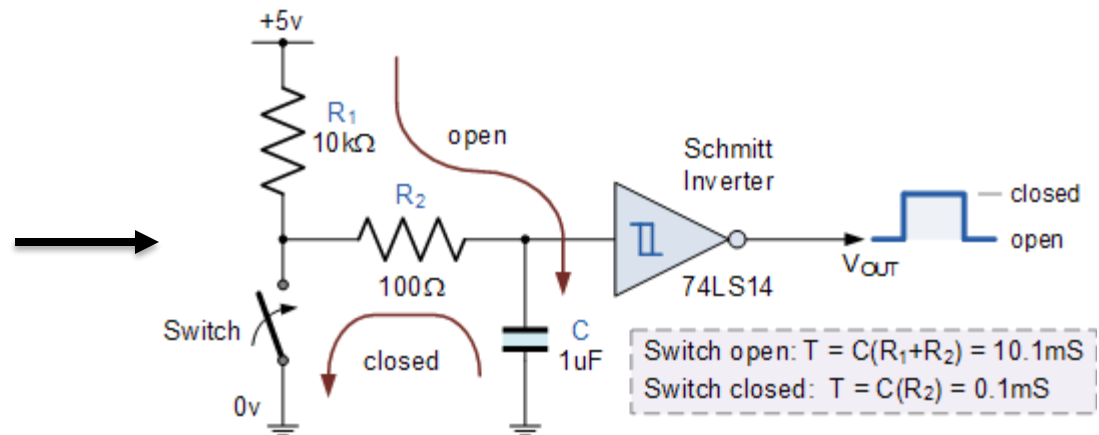 +5v
R₁
10kΩ
open
R₂
100Ω
Schmitt
Inverter
74LS14
closed
open
VOUT
Switch
closed
C
1uF
0v
Switch open: T = C(R₁+R₂) = 10.1mS
Switch closed: T = C(R₂) = 0.1mS